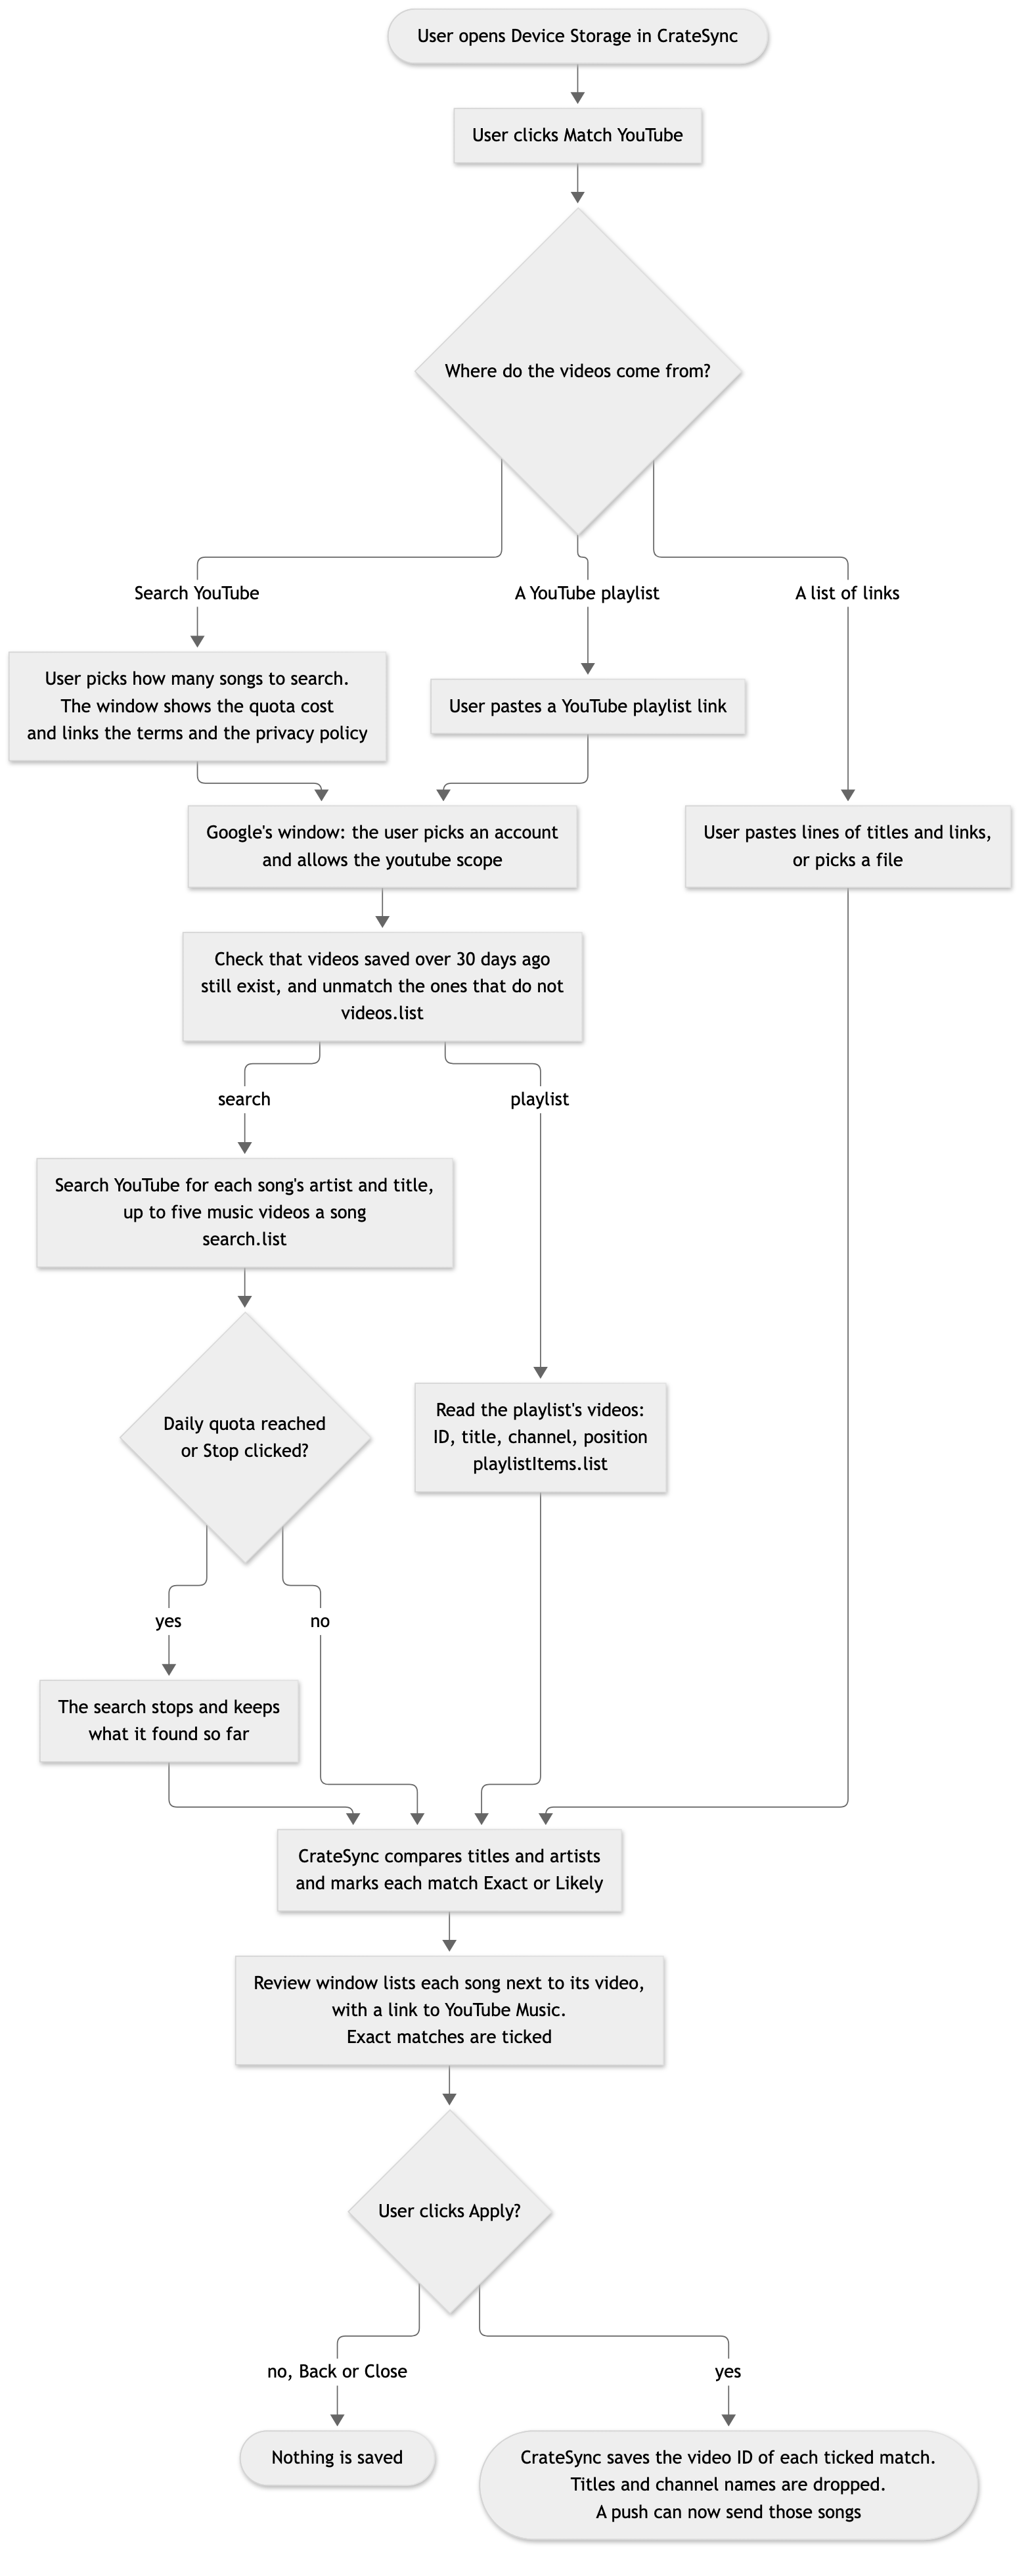 User opens Device Storage in CrateSync
User clicks Match YouTube
Where do the videos come from?
Search YouTube
A YouTube playlist
A list of links
User picks how many songs to search.
The window shows the quota cost
and links the terms and the privacy policy
User pastes a YouTube playlist link
Google's window: the user picks an account
and allows the youtube scope
User pastes lines of titles and links,
or picks a file
Check that videos saved over 30 days ago
still exist, and unmatch the ones that do not
videos.list
search
playlist
Search YouTube for each song's artist and title,
up to five music videos a song
search.list
Daily quota reached
or Stop clicked?
Read the playlist's videos:
ID, title, channel, position
playlistItems.list
yes
no
The search stops and keeps
what it found so far
CrateSync compares titles and artists
and marks each match Exact or Likely
Review window lists each song next to its video,
with a link to YouTube Music.
Exact matches are ticked
User clicks Apply?
no, Back or Close
yes
Nothing is saved
CrateSync saves the video ID of each ticked match.
Titles and channel names are dropped.
A push can now send those songs